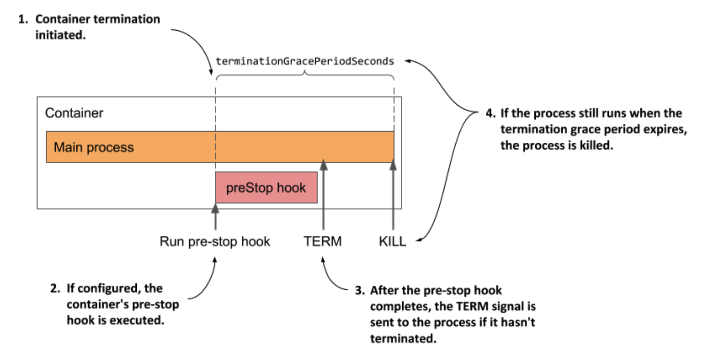 1. Container termination
initiated.
terminationGracePeriodSeconds
Container
Main process
preStop hook
Run pre-stop hook
TERM
KILL
4. If the process still runs when the
termination grace period expires,
the process is killed.
2. If configured, the
container's pre-stop
hook is executed.
3. After the pre-stop hook
completes, the TERM signal is
sent to the process if it hasn't
terminated.